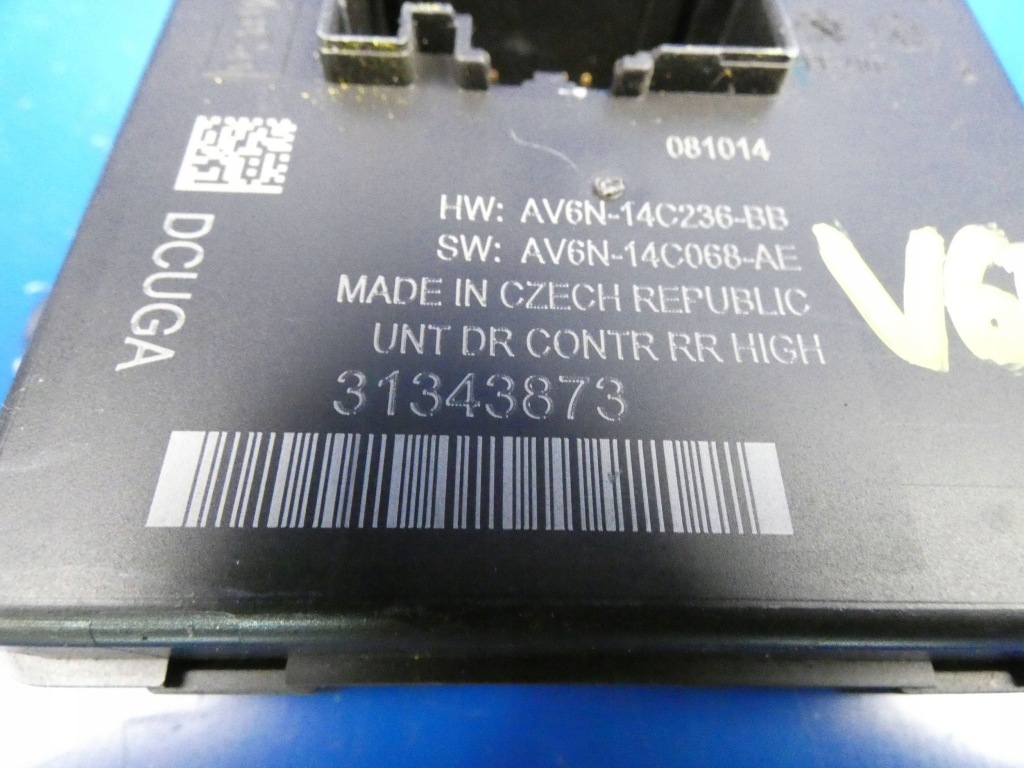 081014
HW: AV6N-14C236-BB
SW: AV6N-14C068-AE
MADE IN CZECH REPUBLIC
UNT DR CONTR RR HIGH
31343873
DCUGA